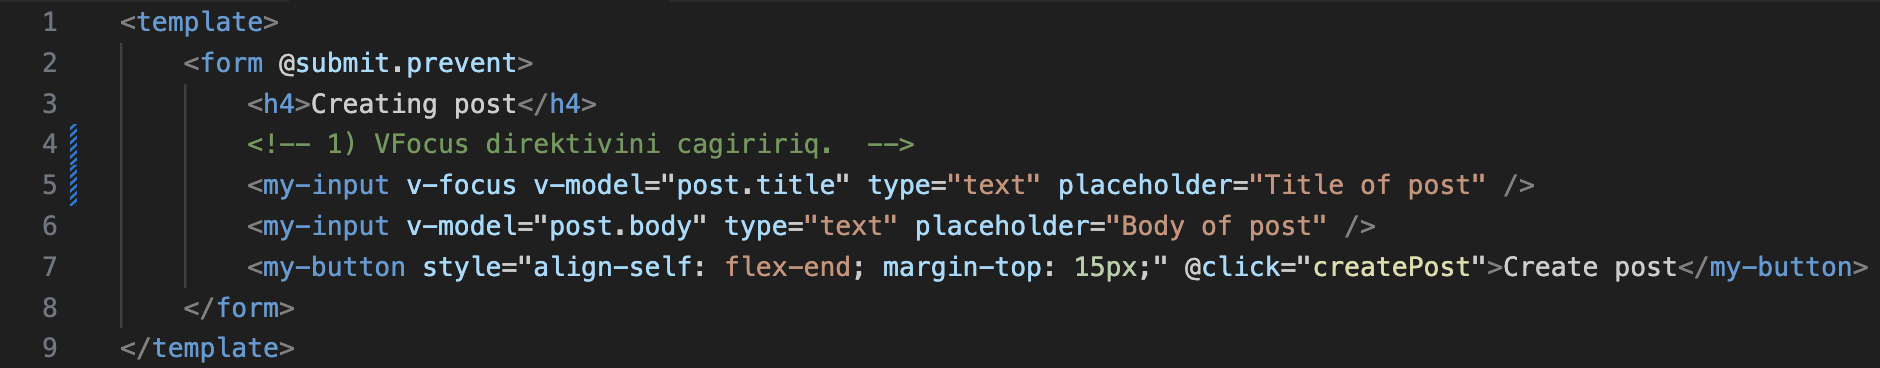 1 <template>
2 <form @submit.prevent>
3 <h4>Creating post</h4>
4 <!-- 1) VFocus direktivini cagiririq.  -->
5 <my-input v-focus v-model="post.title" type="text" placeholder="Title of post" />
6 <my-input v-model="post.body" type="text" placeholder="Body of post" />
7 <my-button style="align-self: flex-end; margin-top: 15px;" @click="createPost">Create post</my-button>
8 </form>
9 </template>